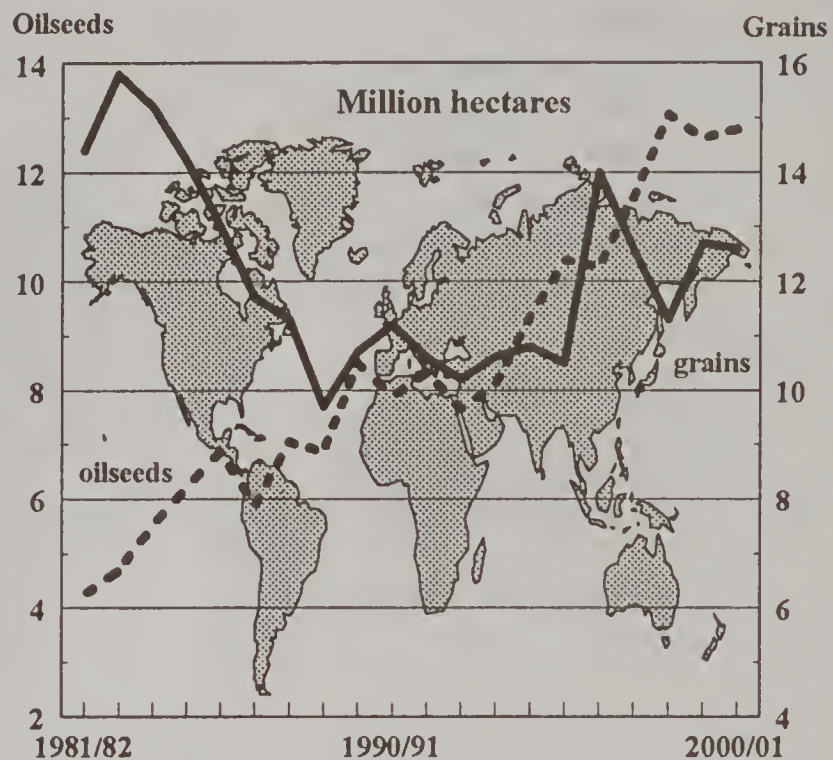 Oilseeds Grains
14 16
Million hectares
12 14
10 12
grains
8 10
oilseeds
6 8
4 6
2 4
1981/82 1990/91 2000/01